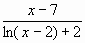 x − 7
ln( x − 2) + 2